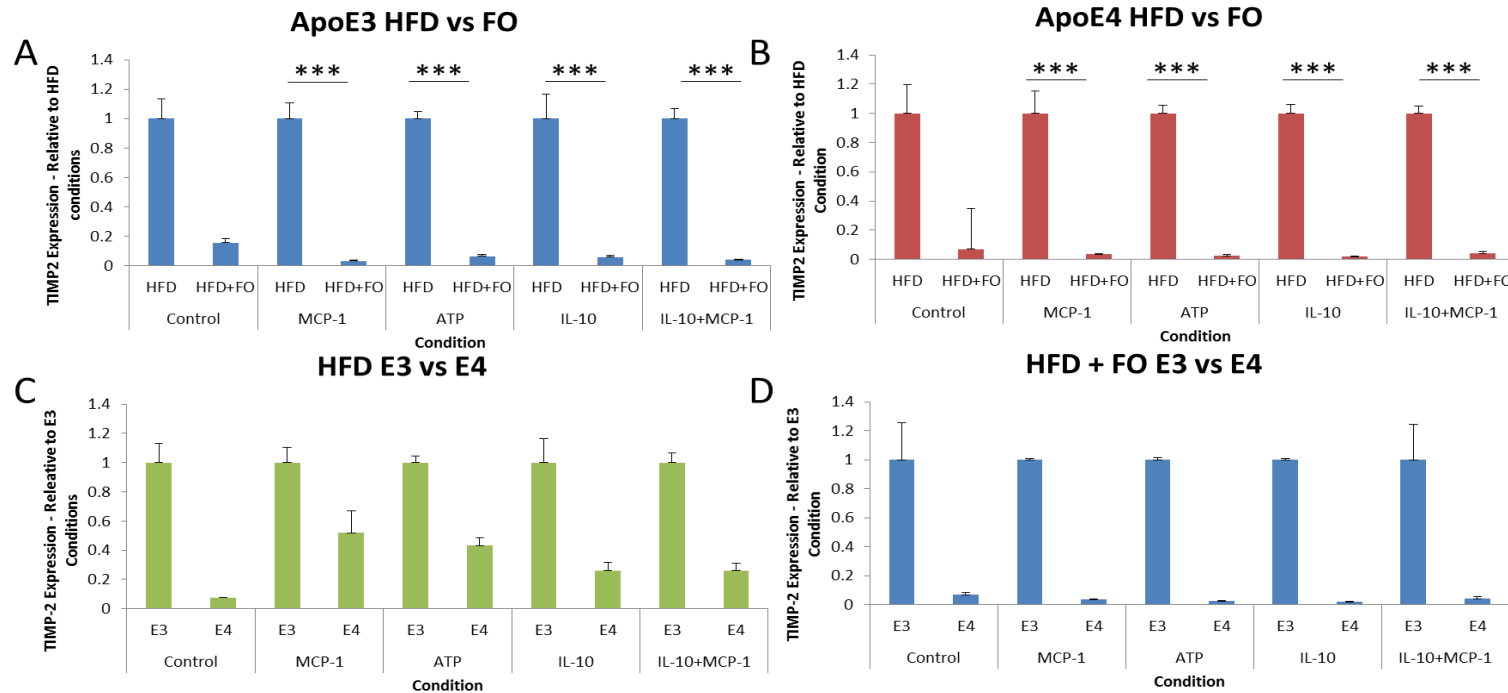 ApoE3 HFD vs FO
A
TIMP2 Expression - Relative to HFD
conditions
1.4
1.2
1
0.8
0.6
0.4
0.2
0
*** *** *** ***
HFD HFD+FO HFD HFD+FO HFD HFD+FO HFD HFD+FO HFD HFD+FO
Control MCP-1 ATP IL-10 IL-10+MCP-1
Condition
ApoE4 HFD vs FO
B
TIMP2 Expression - Relative to HFD
Condition
1.4
1.2
1
0.8
0.6
0.4
0.2
0
*** *** *** ***
HFD HFD+FO HFD HFD+FO HFD HFD+FO HFD HFD+FO HFD HFD+FO
Control MCP-1 ATP IL-10 IL-10+MCP-1
Condition
HFD E3 vs E4
C
TIMP-2 Expression - Releative to E3
Conditions
1.4
1.2
1
0.8
0.6
0.4
0.2
0
E3 E4 E3 E4 E3 E4 E3 E4 E3 E4
Control MCP-1 ATP IL-10 IL-10+MCP-1
Condition
HFD + FO E3 vs E4
D
TIMP-2 Expression - Relative to E3
Condition
1.4
1.2
1
0.8
0.6
0.4
0.2
0
E3 E4 E3 E4 E3 E4 E3 E4 E3 E4
Control MCP-1 ATP IL-10 IL-10+MCP-1
Condition